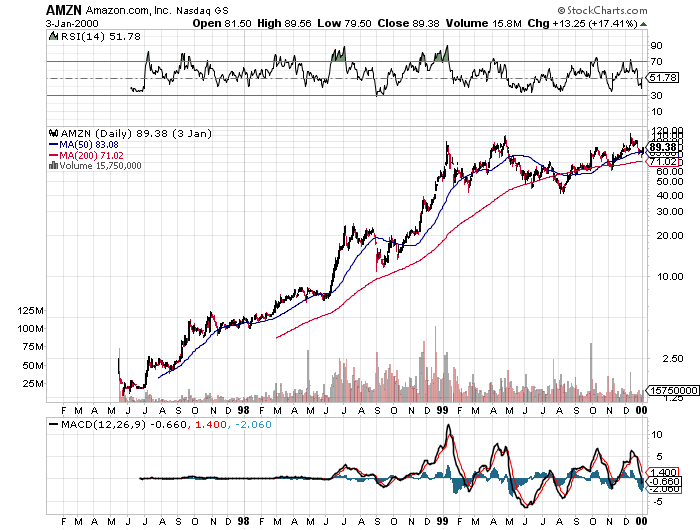 AMZN Amazon.com, Inc. Nasdaq GS © StockCharts.com
3-Jan-2000 Open 81.50 High 89.56 Low 79.50 Close 89.38 Volume 15.8M Chg +13.25 (+17.41%)
RSI(14) 51.78
90
70
51.78
30
10
AMZN (Daily) 89.38 (3 Jan)
MA(50) 83.08
MA(200) 71.02
Volume 15,750,000
120.00
89.38
71.02
60.00
50.00
40.00
30.00
20.00
10.00
2.50
1.25
125M
100M
75M
50M
25M
15750000
F M A M J J A S O N D 98 F M A M J J A S O N D 99 F M A M J J A S O N D 00
MACD(12,26,9) -0.660, 1.400, -2.060
10
5
1.400
-0.660
-2.060
-5
F M A M J J A S O N D 98 F M A M J J A S O N D 99 F M A M J J A S O N D 00